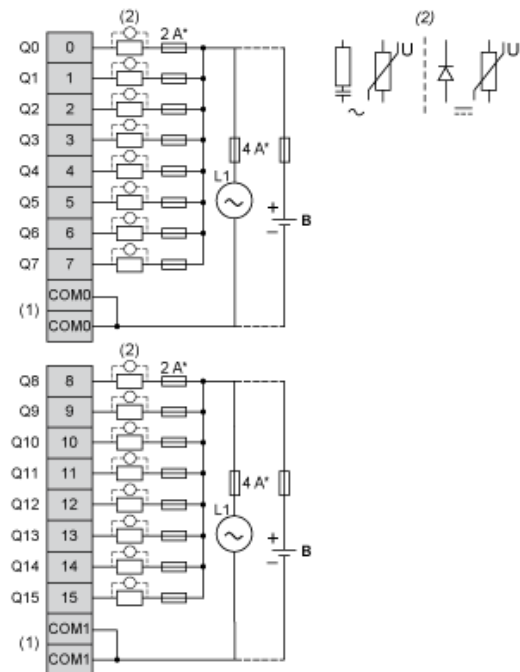 (2)
Q0 0 2 A*
Q1 1
Q2 2
Q3 3
Q4 4
Q5 5
Q6 6
Q7 7
4 A*
L1
+
−
B
COM0
(1)
COM0
(2)
U
U
(2)
Q8 8 2 A*
Q9 9
Q10 10
Q11 11
Q12 12
Q13 13
Q14 14
Q15 15
4 A*
L1
+
−
B
COM1
(1)
COM1